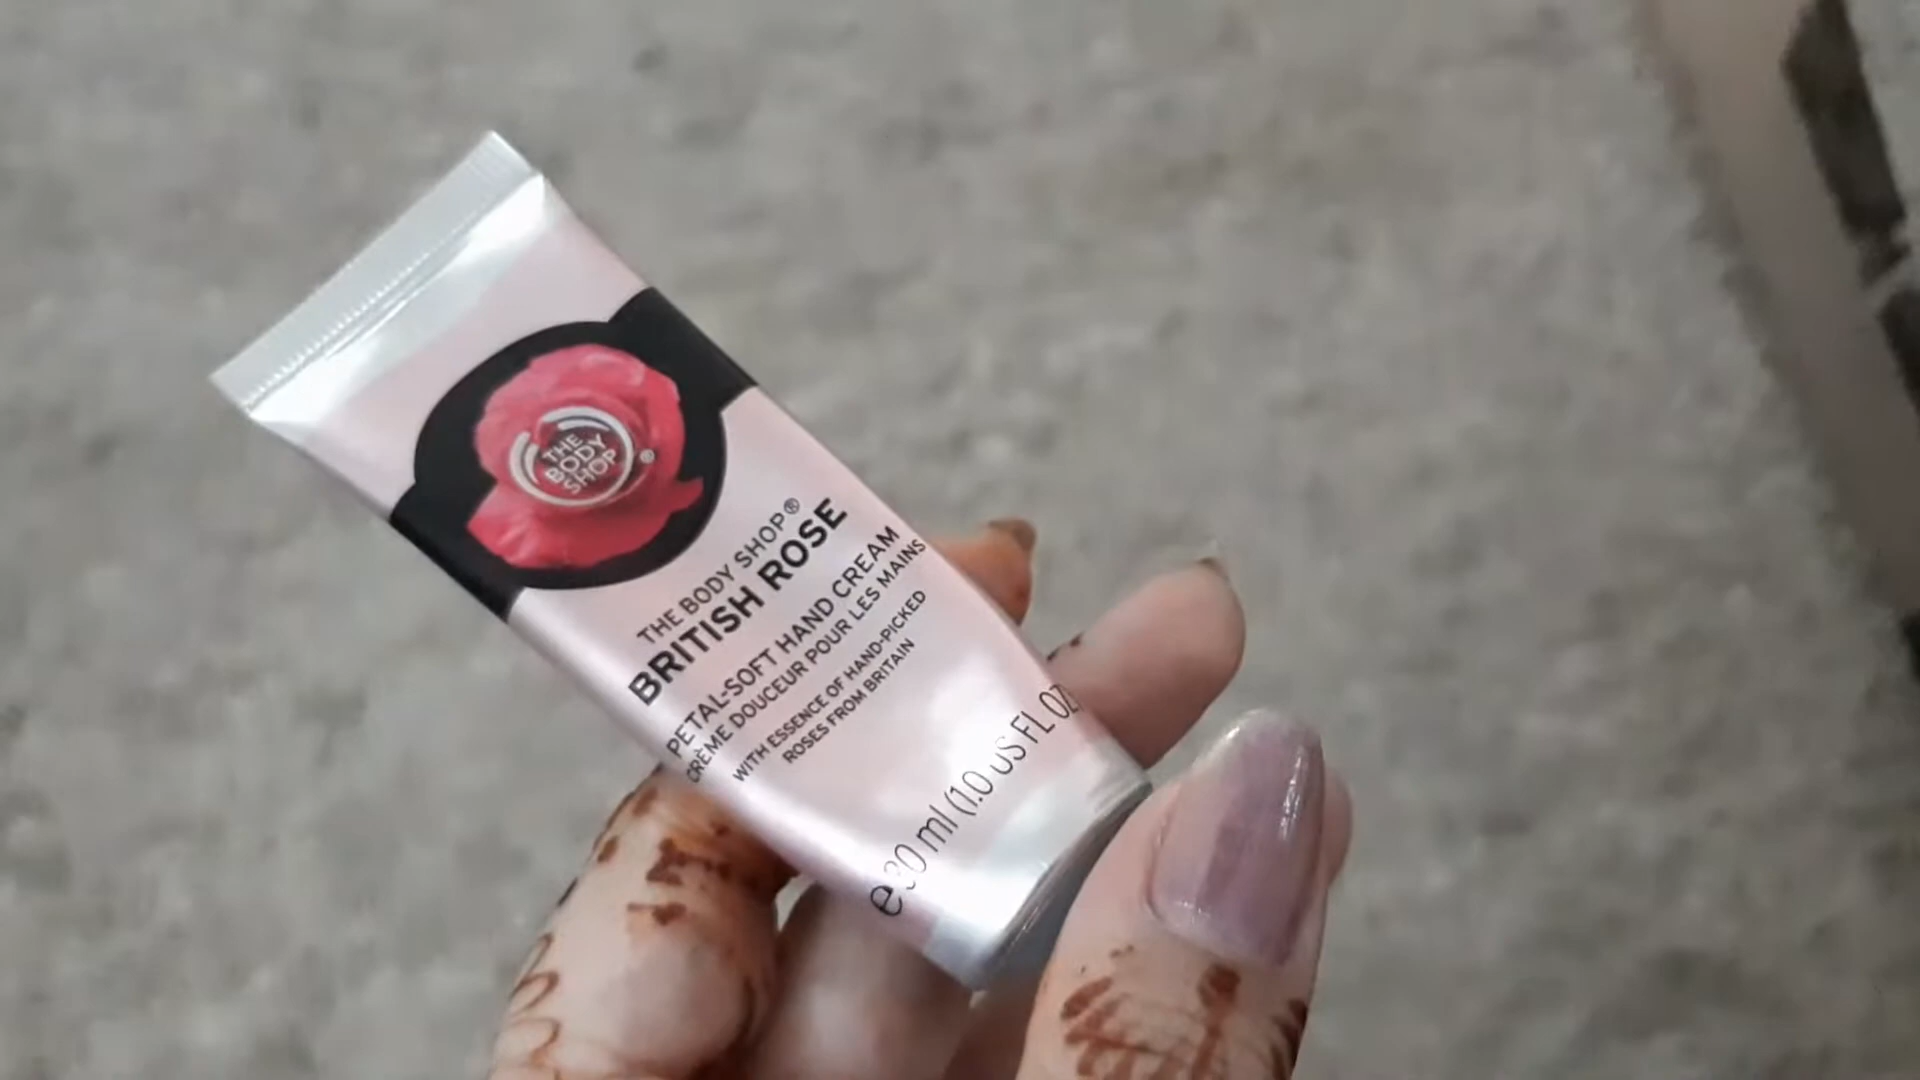 THE
BODY
SHOP®
THE BODY SHOP®
BRITISH ROSE
PETAL-SOFT HAND CREAM
CRÈME DOUCEUR POUR LES MAINS
WITH ESSENCE OF HAND-PICKED
ROSES FROM BRITAIN
e30 ml (1.0 US FL OZ)